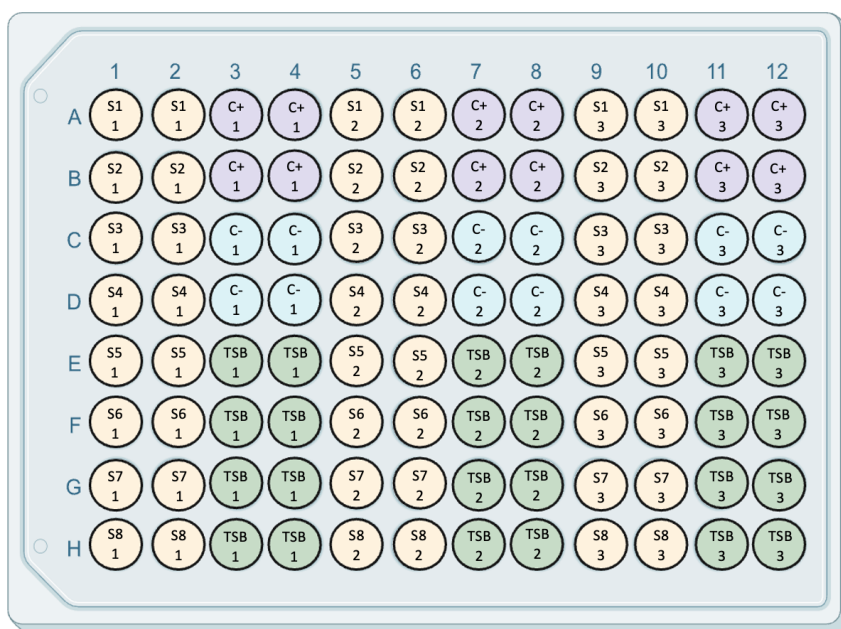 1 2 3 4 5 6 7 8 9 10 11 12
A S1 S1 C+ C+ S1 S1 C+ C+ S1 S1 C+ C+
1 1 1 1 2 2 2 2 3 3 3 3
B S2 S2 C+ C+ S2 S2 C+ C+ S2 S2 C+ C+
1 1 1 1 2 2 2 2 3 3 3 3
C S3 S3 C- C- S3 S3 C- C- S3 S3 C- C-
1 1 1 1 2 2 2 2 3 3 3 3
D S4 S4 C- C- S4 S4 C- C- S4 S4 C- C-
1 1 1 1 2 2 2 2 3 3 3 3
E S5 S5 TSB TSB S5 S5 TSB TSB S5 S5 TSB TSB
1 1 1 1 2 2 2 2 3 3 3 3
F S6 S6 TSB TSB S6 S6 TSB TSB S6 S6 TSB TSB
1 1 1 1 2 2 2 2 3 3 3 3
G S7 S7 TSB TSB S7 S7 TSB TSB S7 S7 TSB TSB
1 1 1 1 2 2 2 2 3 3 3 3
H S8 S8 TSB TSB S8 S8 TSB TSB S8 S8 TSB TSB
1 1 1 1 2 2 2 2 3 3 3 3